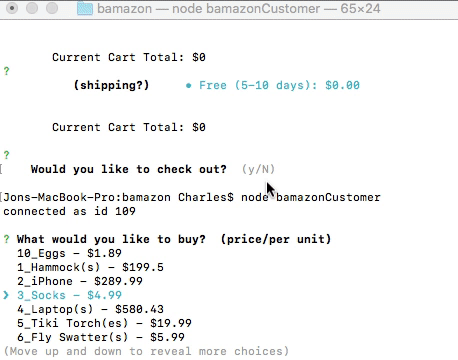 bamazon — node bamazonCustomer — 65×24
Current Cart Total: $0
?
(shipping?) • Free (5-10 days): $0.00
Current Cart Total: $0
?
[ Would you like to check out? (y/N)
[Jons-MacBook-Pro:bamazon Charles$ node bamazonCustomer
connected as id 109
? What would you like to buy? (price/per unit)
10_Eggs - $1.89
1_Hammock(s) - $199.5
2_iPhone - $289.99
❯ 3_Socks - $4.99
4_Laptop(s) - $580.43
5_Tiki Torch(es) - $19.99
6_Fly Swatter(s) - $5.99
(Move up and down to reveal more choices)